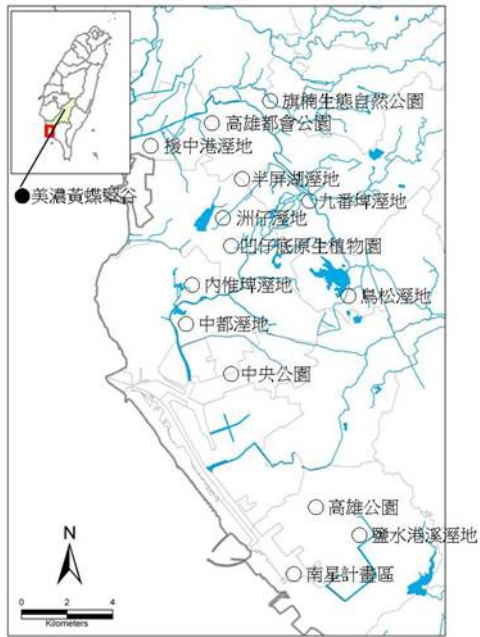 旗楠生態自然公園
高雄都會公園
援中港溼地
半屏湖溼地
美濃黃蝶翠谷
九番埤溼地
洲仔溼地
凹仔底原生植物園
內惟埤溼地
鳥松溼地
中都溼地
中央公園
高雄公園
鹽水港溪溼地
南星計畫區
N
0 2 4
Kilometers